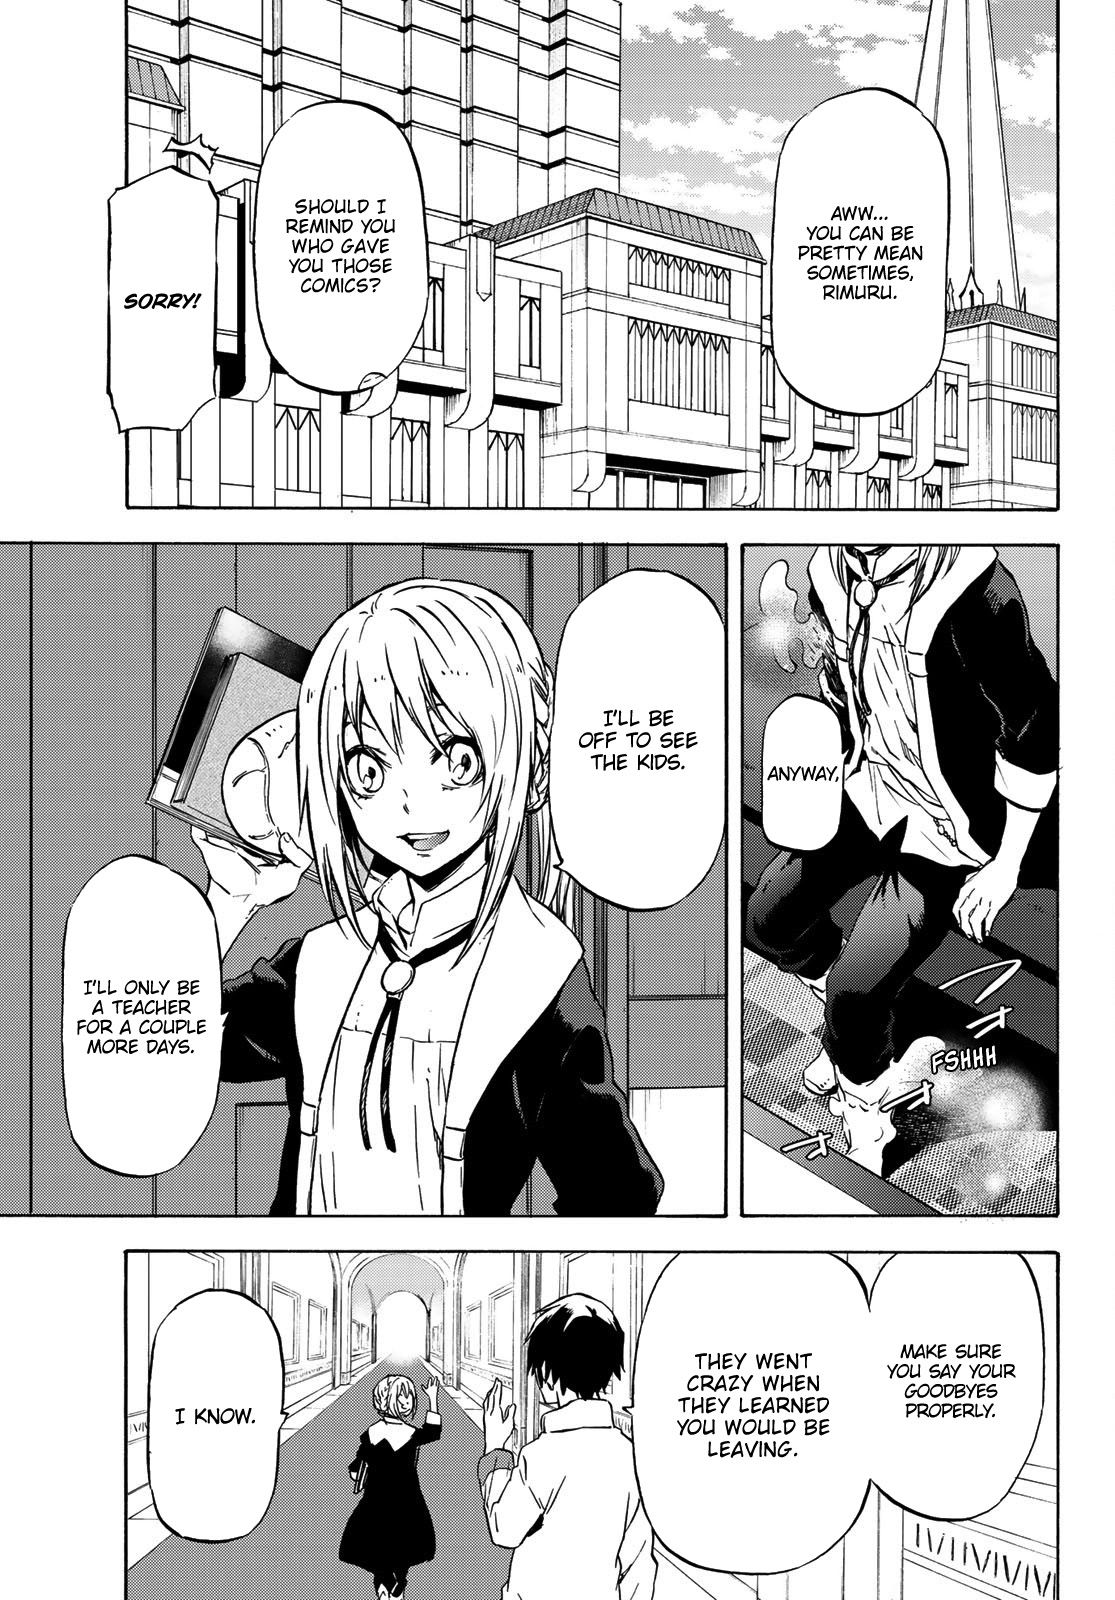 AWW...
YOU CAN BE
PRETTY MEAN
SOMETIMES,
RIMURU.
SHOULD I
REMIND YOU
WHO GAVE
YOU THOSE
COMICS?
SORRY!
ANYWAY,
FSHHH
I'LL BE
OFF TO SEE
THE KIDS.
I'LL ONLY BE
A TEACHER
FOR A COUPLE
MORE DAYS.
MAKE SURE
YOU SAY YOUR
GOODBYES
PROPERLY.
THEY WENT
CRAZY WHEN
THEY LEARNED
YOU WOULD BE
LEAVING.
I KNOW.